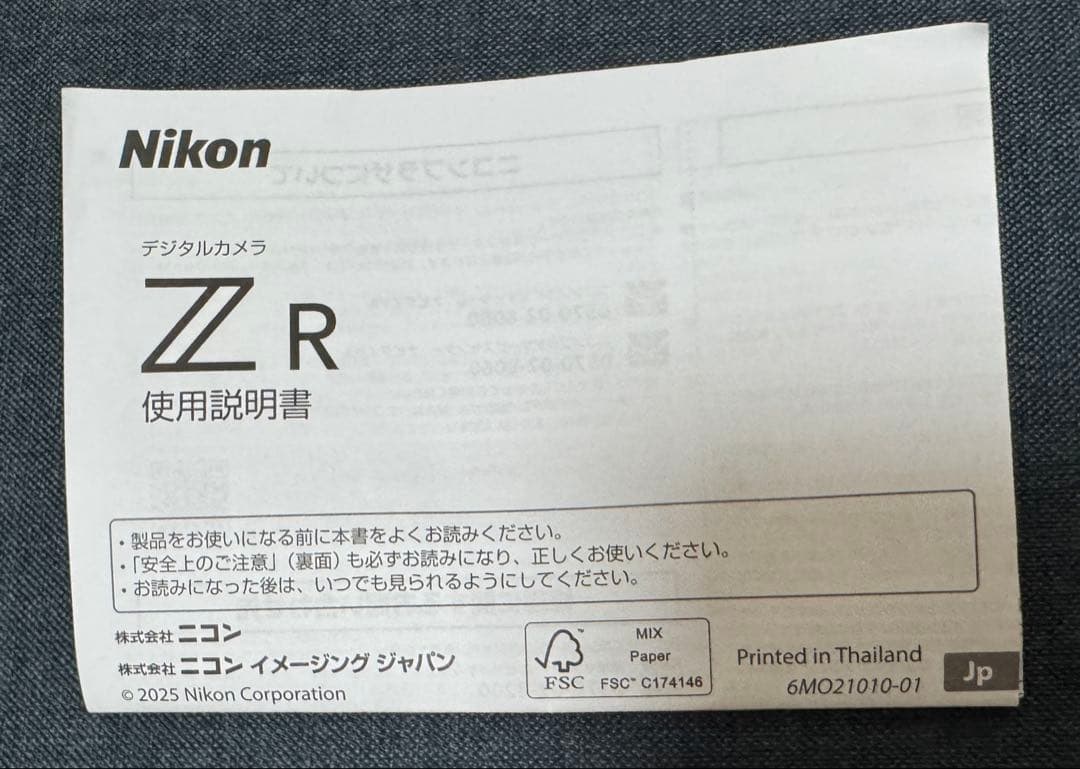 Nikon
デジタルカメラ
Z R
使用説明書
・製品をお使いになる前に本書をよくお読みください。
・「安全上のご注意」（裏面）も必ずお読みになり、正しくお使いください。
・お読みになった後は、いつでも見られるようにしてください。
株式会社 ニコン
株式会社 ニコン イメージング ジャパン
© 2025 Nikon Corporation
FSC
MIX
Paper
FSC™ C174146
Printed in Thailand
6MO21010-01
Jp